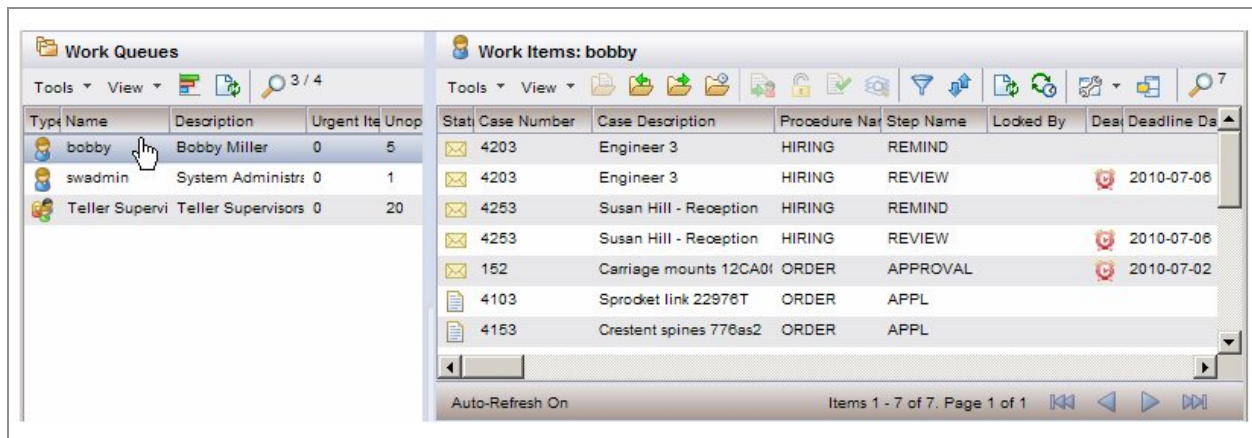 Work Queues
Tools View 3 / 4
Type Name Description Urgent Ite Unop
bobby Bobby Miller 0 5
swadmin System Administra 0 1
Teller Supervi Teller Supervisors 0 20
Work Items: bobby
Tools View 7
Stat Case Number Case Description Procedure Nar Step Name Locked By Dead Deadline Da
4203 Engineer 3 HIRING REMIND
4203 Engineer 3 HIRING REVIEW 2010-07-06
4253 Susan Hill - Reception HIRING REMIND
4253 Susan Hill - Reception HIRING REVIEW 2010-07-06
152 Carriage mounts 12CA00 ORDER APPROVAL 2010-07-02
4103 Sprocket link 22976T ORDER APPL
4153 Crestent spines 776as2 ORDER APPL
Auto-Refresh On Items 1 - 7 of 7. Page 1 of 1